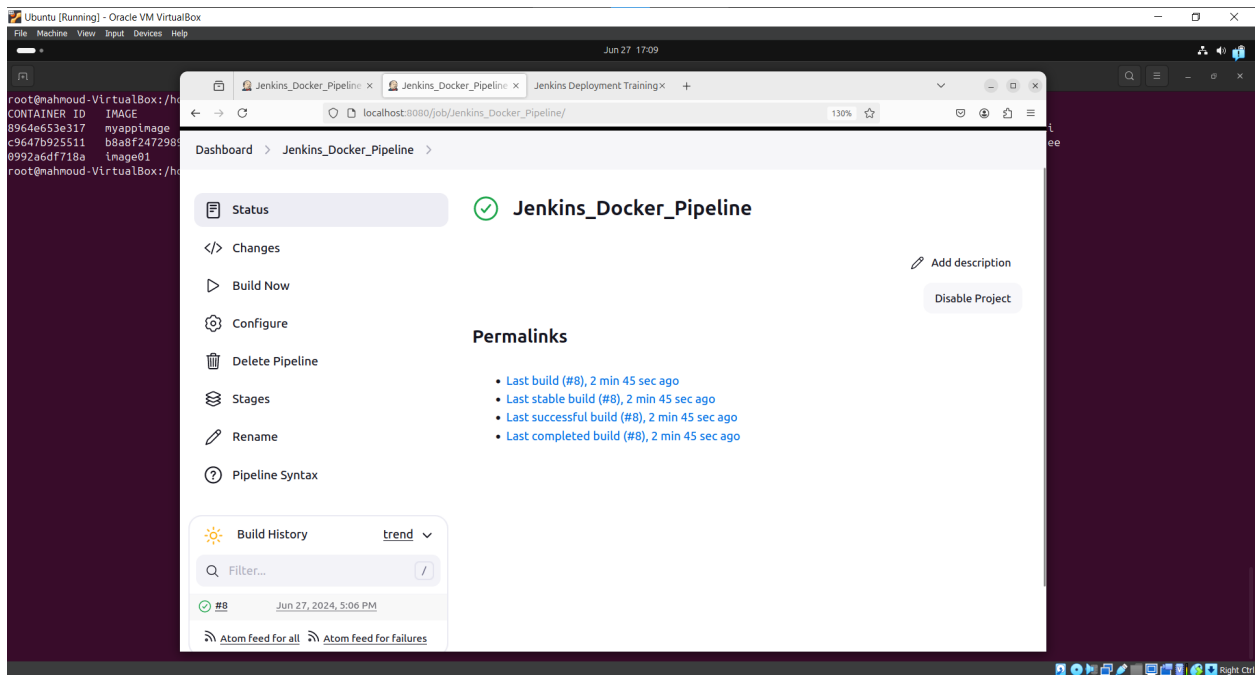 Ubuntu [Running] - Oracle VM VirtualBox
File Machine View Input Devices Help
Jun 27 17:09
Jenkins_Docker_Pipeline
Jenkins_Docker_Pipeline
Jenkins Deployment Training
localhost:8080/job/Jenkins_Docker_Pipeline/
130%
root@mahmoud-VirtualBox:/ho
CONTAINER ID IMAGE
8964e653e317 myappimage
c9647b925511 b8a8f2472989
0992a6df718a image01
root@mahmoud-VirtualBox:/ho
i
ee
Dashboard > Jenkins_Docker_Pipeline >
Status
Changes
Build Now
Configure
Delete Pipeline
Stages
Rename
Pipeline Syntax
Jenkins_Docker_Pipeline
Add description
Disable Project
Permalinks
Last build (#8), 2 min 45 sec ago
Last stable build (#8), 2 min 45 sec ago
Last successful build (#8), 2 min 45 sec ago
Last completed build (#8), 2 min 45 sec ago
Build History trend
Filter... /
#8 Jun 27, 2024, 5:06 PM
Atom feed for all Atom feed for failures
Right Ctrl